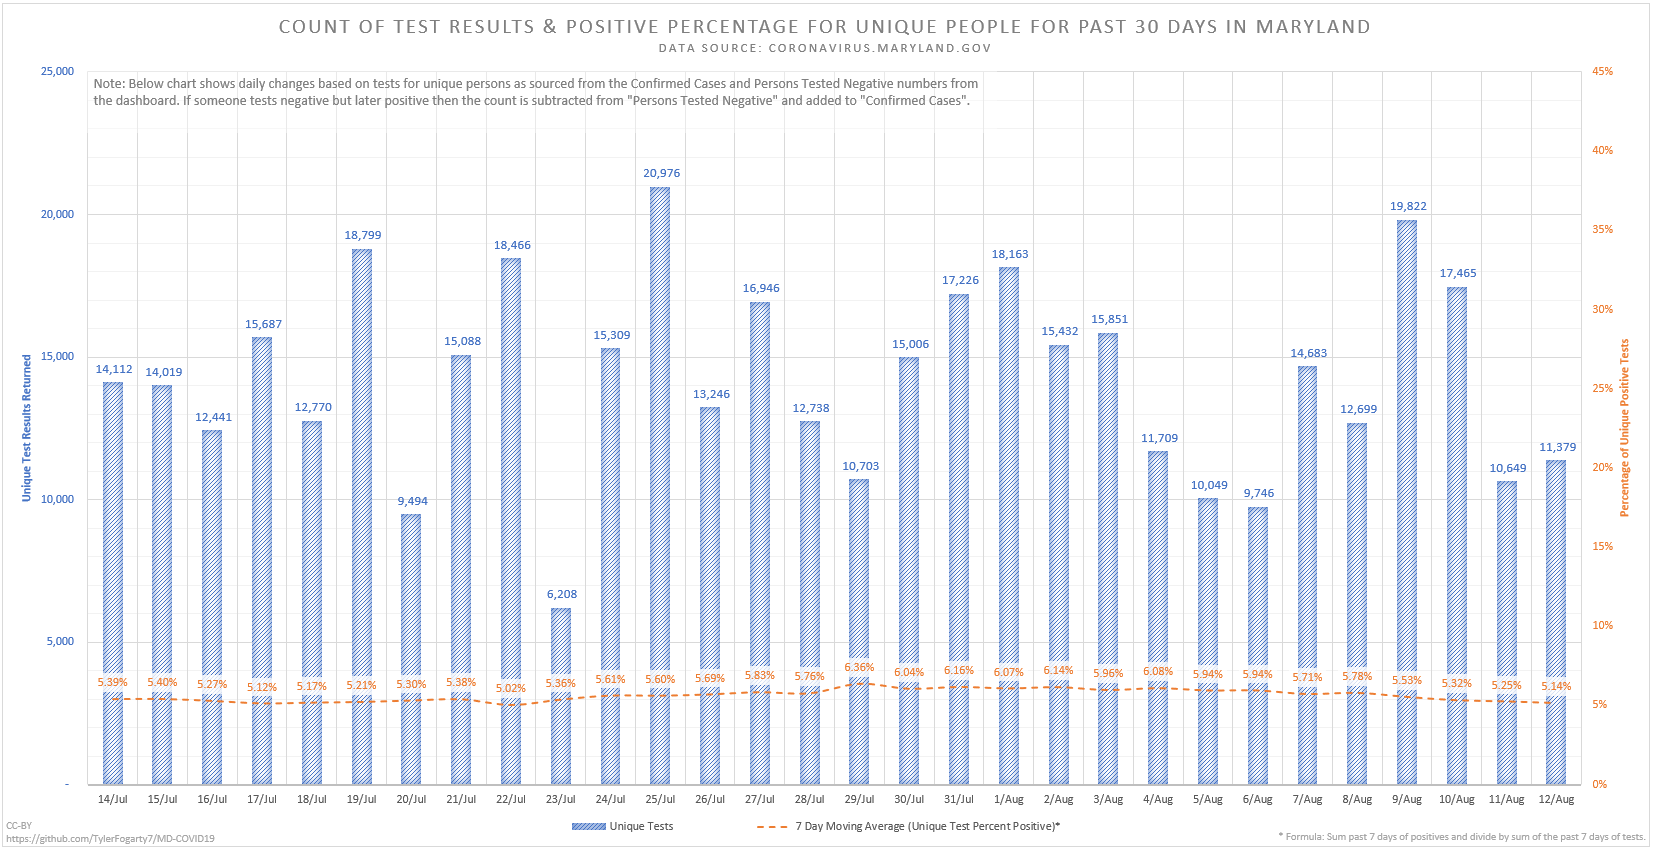 COUNT OF TEST RESULTS & POSITIVE PERCENTAGE FOR UNIQUE PEOPLE FOR PAST 30 DAYS IN MARYLAND
DATA SOURCE: CORONAVIRUS.MARYLAND.GOV
Note: Below chart shows daily changes based on tests for unique persons as sourced from the Confirmed Cases and Persons Tested Negative numbers from
the dashboard. If someone tests negative but later positive then the count is subtracted from "Persons Tested Negative" and added to "Confirmed Cases".
Unique Test Results Returned
25,000
20,000
15,000
10,000
5,000
-
14,112
14,019
12,441
15,687
12,770
18,799
9,494
15,088
18,466
6,208
15,309
20,976
13,246
16,946
12,738
10,703
15,006
17,226
18,163
15,432
15,851
11,709
10,049
9,746
14,683
12,699
19,822
17,465
10,649
11,379
5.39%
5.40%
5.27%
5.12%
5.17%
5.21%
5.30%
5.38%
5.02%
5.36%
5.61%
5.60%
5.69%
5.83%
5.76%
6.36%
6.04%
6.16%
6.07%
6.14%
5.96%
6.08%
5.94%
5.94%
5.71%
5.78%
5.53%
5.32%
5.25%
5.14%
45%
40%
35%
30%
25%
20%
15%
10%
5%
0%
Percentage of Unique Positive Tests
14/Jul
15/Jul
16/Jul
17/Jul
18/Jul
19/Jul
20/Jul
21/Jul
22/Jul
23/Jul
24/Jul
25/Jul
26/Jul
27/Jul
28/Jul
29/Jul
30/Jul
31/Jul
1/Aug
2/Aug
3/Aug
4/Aug
5/Aug
6/Aug
7/Aug
8/Aug
9/Aug
10/Aug
11/Aug
12/Aug
Unique Tests
7 Day Moving Average (Unique Test Percent Positive)*
CC-BY
https://github.com/TylerFogarty7/MD-COVID19
* Formula: Sum past 7 days of positives and divide by sum of the past 7 days of tests.